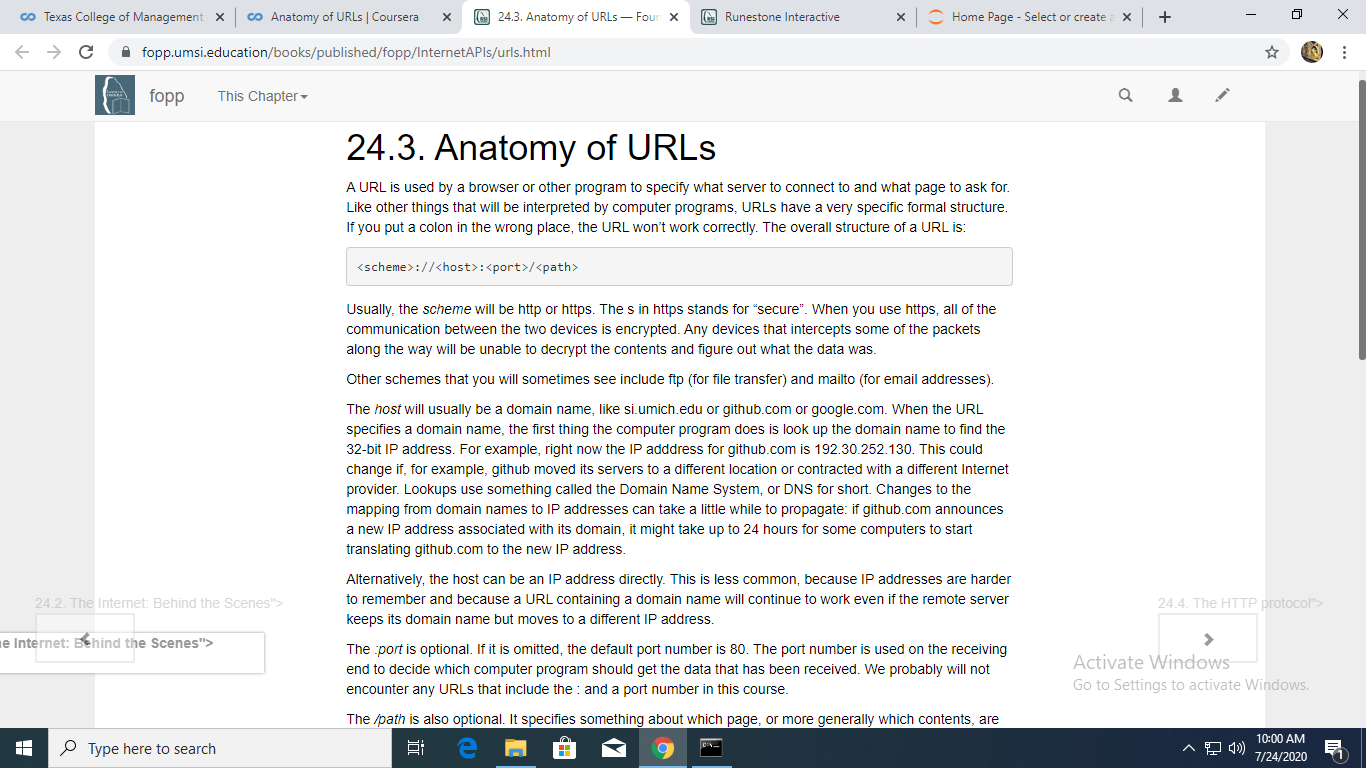 Texas College of Management
Anatomy of URLs | Coursera
24.3. Anatomy of URLs — Four
Runestone Interactive
Home Page - Select or create a
fopp.umsi.education/books/published/fopp/InternetAPIs/urls.html
fopp
This Chapter
24.3. Anatomy of URLs
A URL is used by a browser or other program to specify what server to connect to and what page to ask for.
Like other things that will be interpreted by computer programs, URLs have a very specific formal structure.
If you put a colon in the wrong place, the URL won’t work correctly. The overall structure of a URL is:
<scheme>://<host>:<port>/<path>
Usually, the scheme will be http or https. The s in https stands for “secure”. When you use https, all of the
communication between the two devices is encrypted. Any devices that intercepts some of the packets
along the way will be unable to decrypt the contents and figure out what the data was.
Other schemes that you will sometimes see include ftp (for file transfer) and mailto (for email addresses).
The host will usually be a domain name, like si.umich.edu or github.com or google.com. When the URL
specifies a domain name, the first thing the computer program does is look up the domain name to find the
32-bit IP address. For example, right now the IP adddress for github.com is 192.30.252.130. This could
change if, for example, github moved its servers to a different location or contracted with a different Internet
provider. Lookups use something called the Domain Name System, or DNS for short. Changes to the
mapping from domain names to IP addresses can take a little while to propagate: if github.com announces
a new IP address associated with its domain, it might take up to 24 hours for some computers to start
translating github.com to the new IP address.
Alternatively, the host can be an IP address directly. This is less common, because IP addresses are harder
to remember and because a URL containing a domain name will continue to work even if the remote server
keeps its domain name but moves to a different IP address.
The :port is optional. If it is omitted, the default port number is 80. The port number is used on the receiving
end to decide which computer program should get the data that has been received. We probably will not
encounter any URLs that include the : and a port number in this course.
The /path is also optional. It specifies something about which page, or more generally which contents, are
24.2. The Internet: Behind the Scenes">
e Internet: Behind the Scenes">
24.4. The HTTP protocol">
Activate Windows
Go to Settings to activate Windows.
Type here to search
10:00 AM
7/24/2020
1